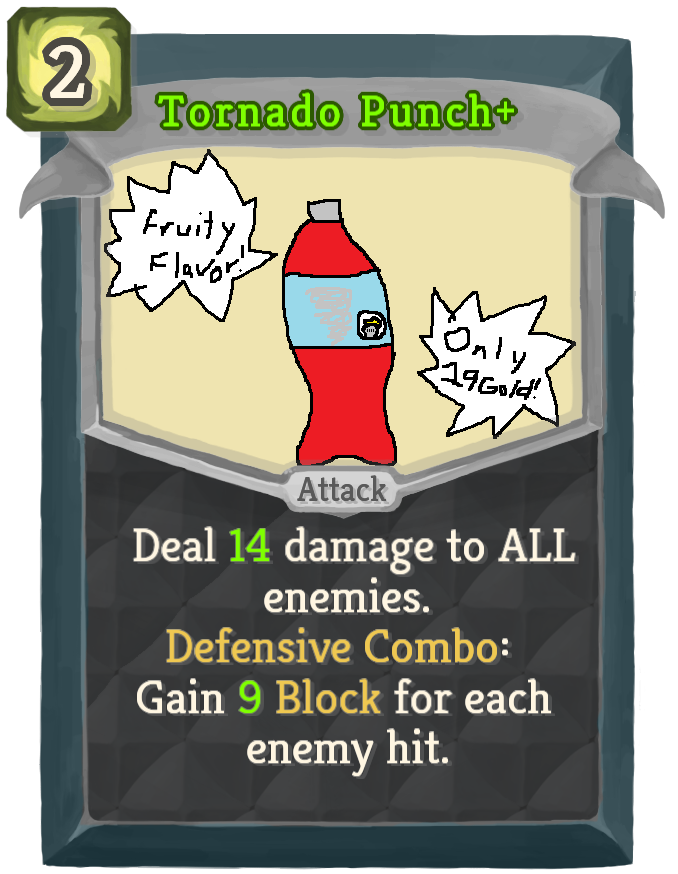 2
Tornado Punch+
Fruity
Flavor!
Only
19Gold!
Attack
Deal 14 damage to ALL
enemies.
Defensive Combo:
Gain 9 Block for each
enemy hit.